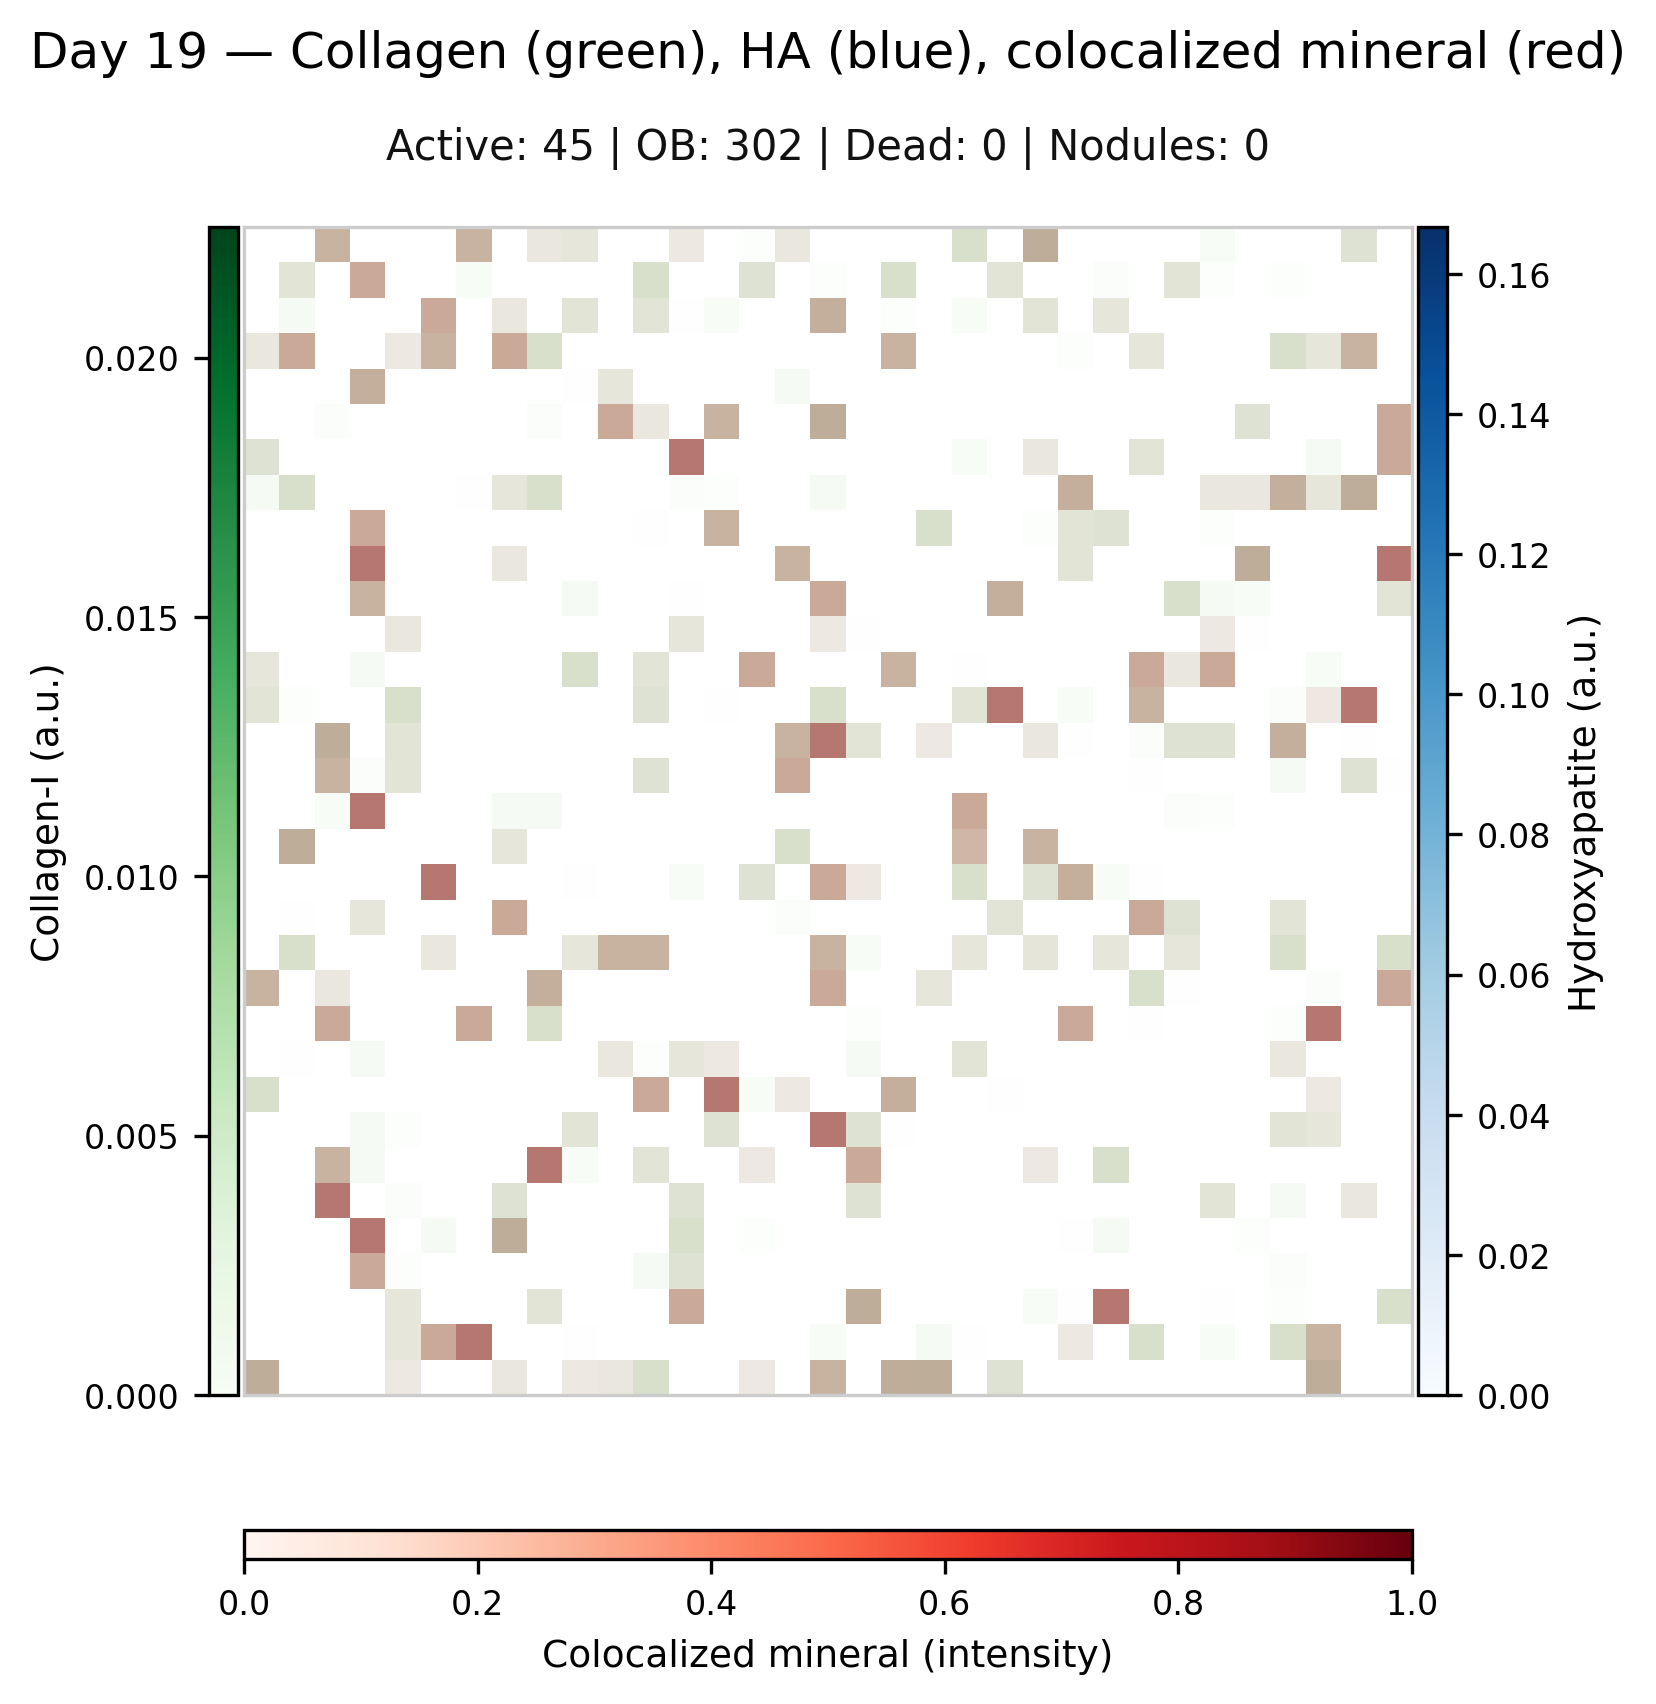 Day 19 — Collagen (green), HA (blue), colocalized mineral (red)
Active: 45 | OB: 302 | Dead: 0 | Nodules: 0
Collagen-I (a.u.)
0.020
0.015
0.010
0.005
0.000
0.16
0.14
0.12
0.10
0.08
0.06
0.04
0.02
0.00
Hydroxyapatite (a.u.)
0.0 0.2 0.4 0.6 0.8 1.0
Colocalized mineral (intensity)